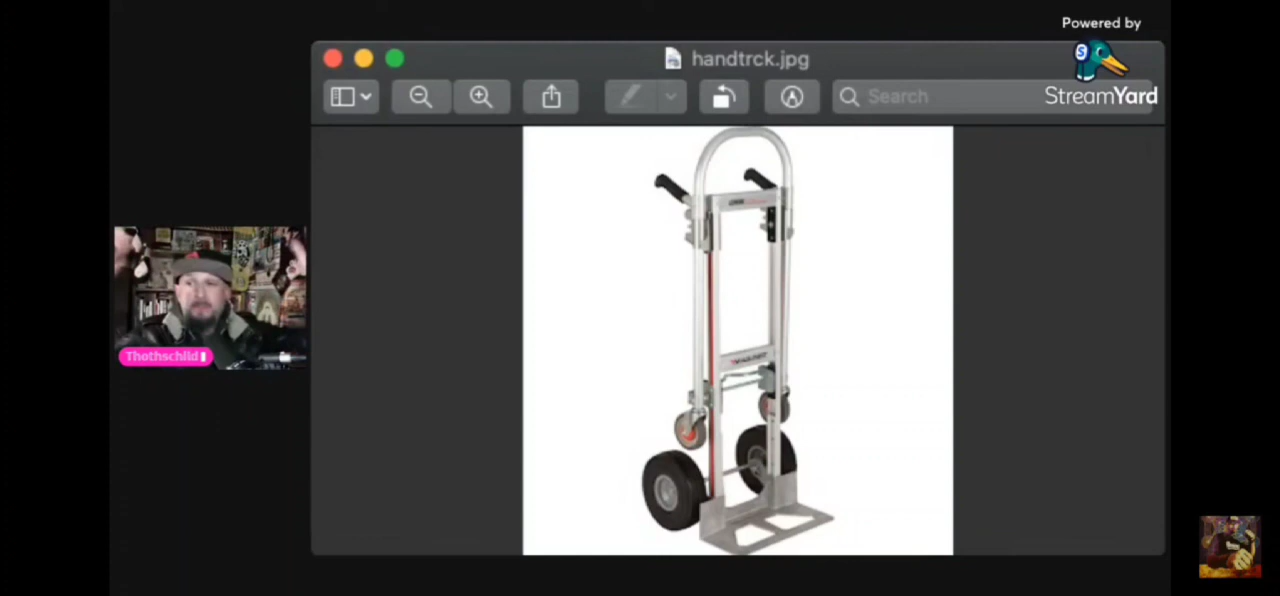 Powered by
StreamYard
handtrck.jpg
Search
Thothschild